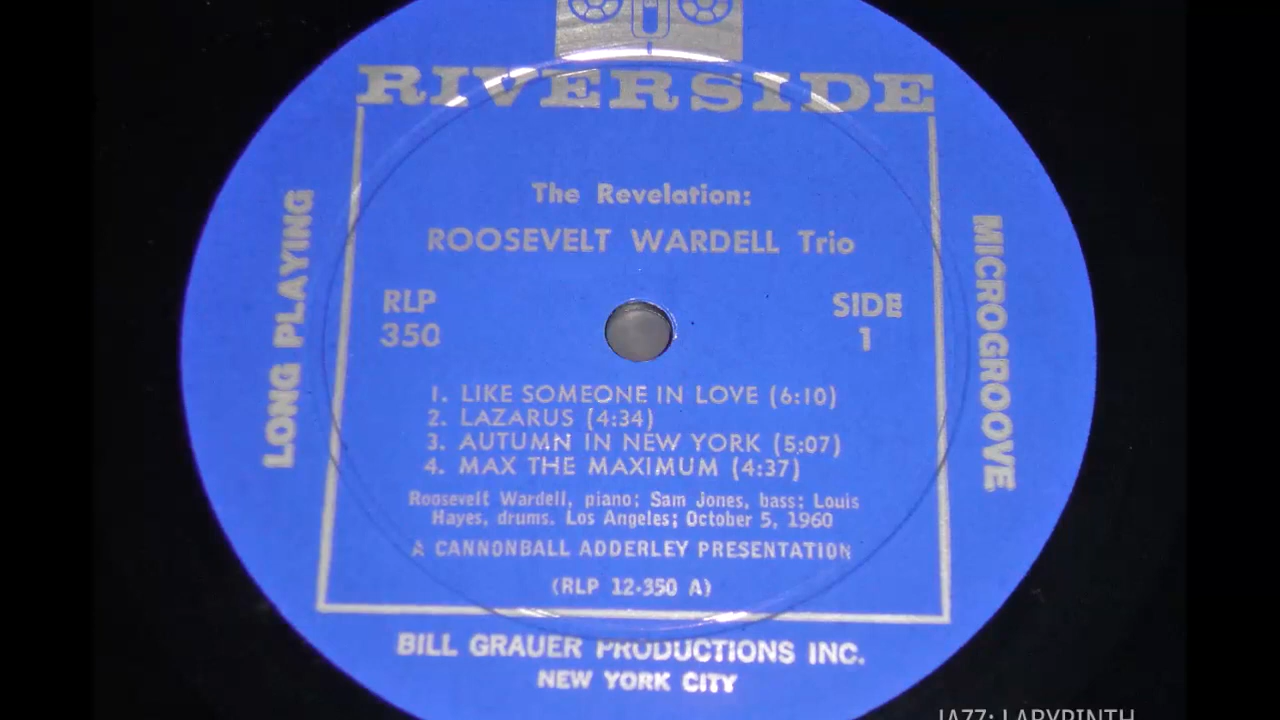 RIVERSIDE
The Revelation:
ROOSEVELT WARDELL Trio
LONG PLAYING
MICROGROOVE
RLP
350
SIDE
1
1. LIKE SOMEONE IN LOVE (6:10)
2. LAZARUS (4:34)
3. AUTUMN IN NEW YORK (5:07)
4. MAX THE MAXIMUM (4:37)
Roosevelt Wardell, piano; Sam Jones, bass; Louis
Hayes, drums. Los Angeles; October 5, 1960
A CANNONBALL ADDERLEY PRESENTATION
(RLP 12-350 A)
BILL GRAUER PRODUCTIONS INC.
NEW YORK CITY
JAZZ: LABYRINTH